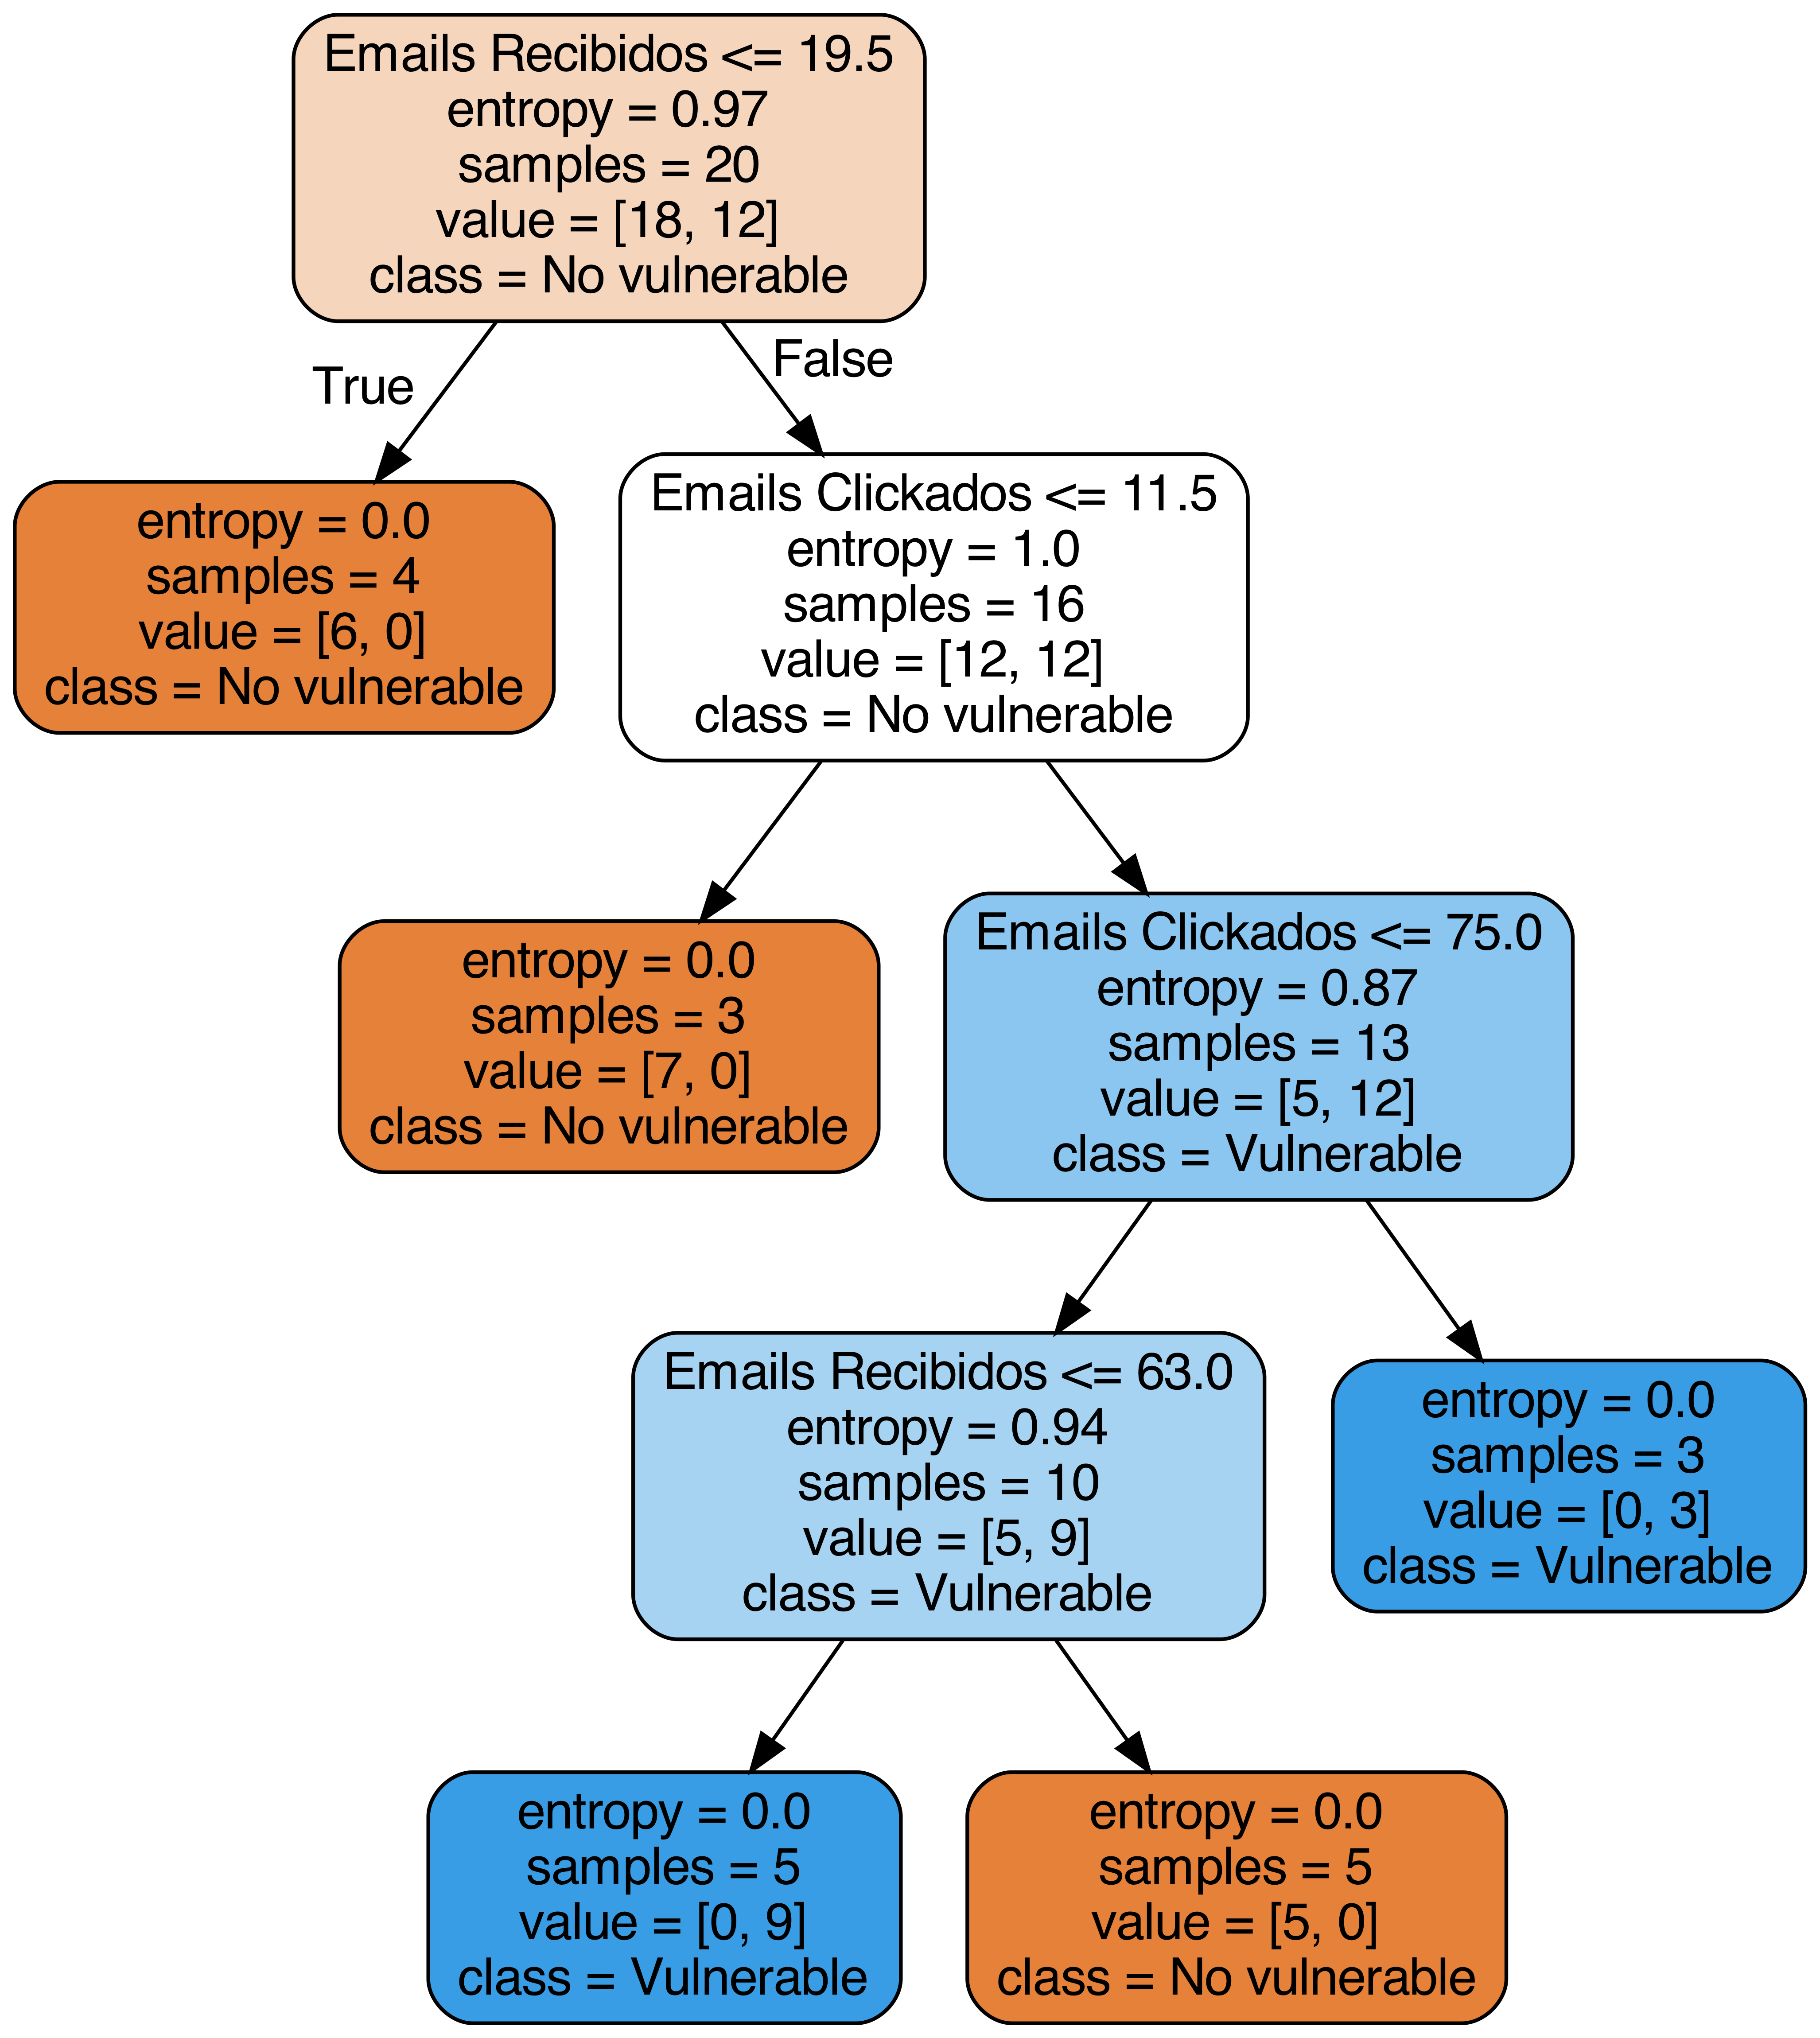 Emails Recibidos <= 19.5
entropy = 0.97
samples = 20
value = [18, 12]
class = No vulnerable
True
False
entropy = 0.0
samples = 4
value = [6, 0]
class = No vulnerable
Emails Clickados <= 11.5
entropy = 1.0
samples = 16
value = [12, 12]
class = No vulnerable
entropy = 0.0
samples = 3
value = [7, 0]
class = No vulnerable
Emails Clickados <= 75.0
entropy = 0.87
samples = 13
value = [5, 12]
class = Vulnerable
Emails Recibidos <= 63.0
entropy = 0.94
samples = 10
value = [5, 9]
class = Vulnerable
entropy = 0.0
samples = 3
value = [0, 3]
class = Vulnerable
entropy = 0.0
samples = 5
value = [0, 9]
class = Vulnerable
entropy = 0.0
samples = 5
value = [5, 0]
class = No vulnerable